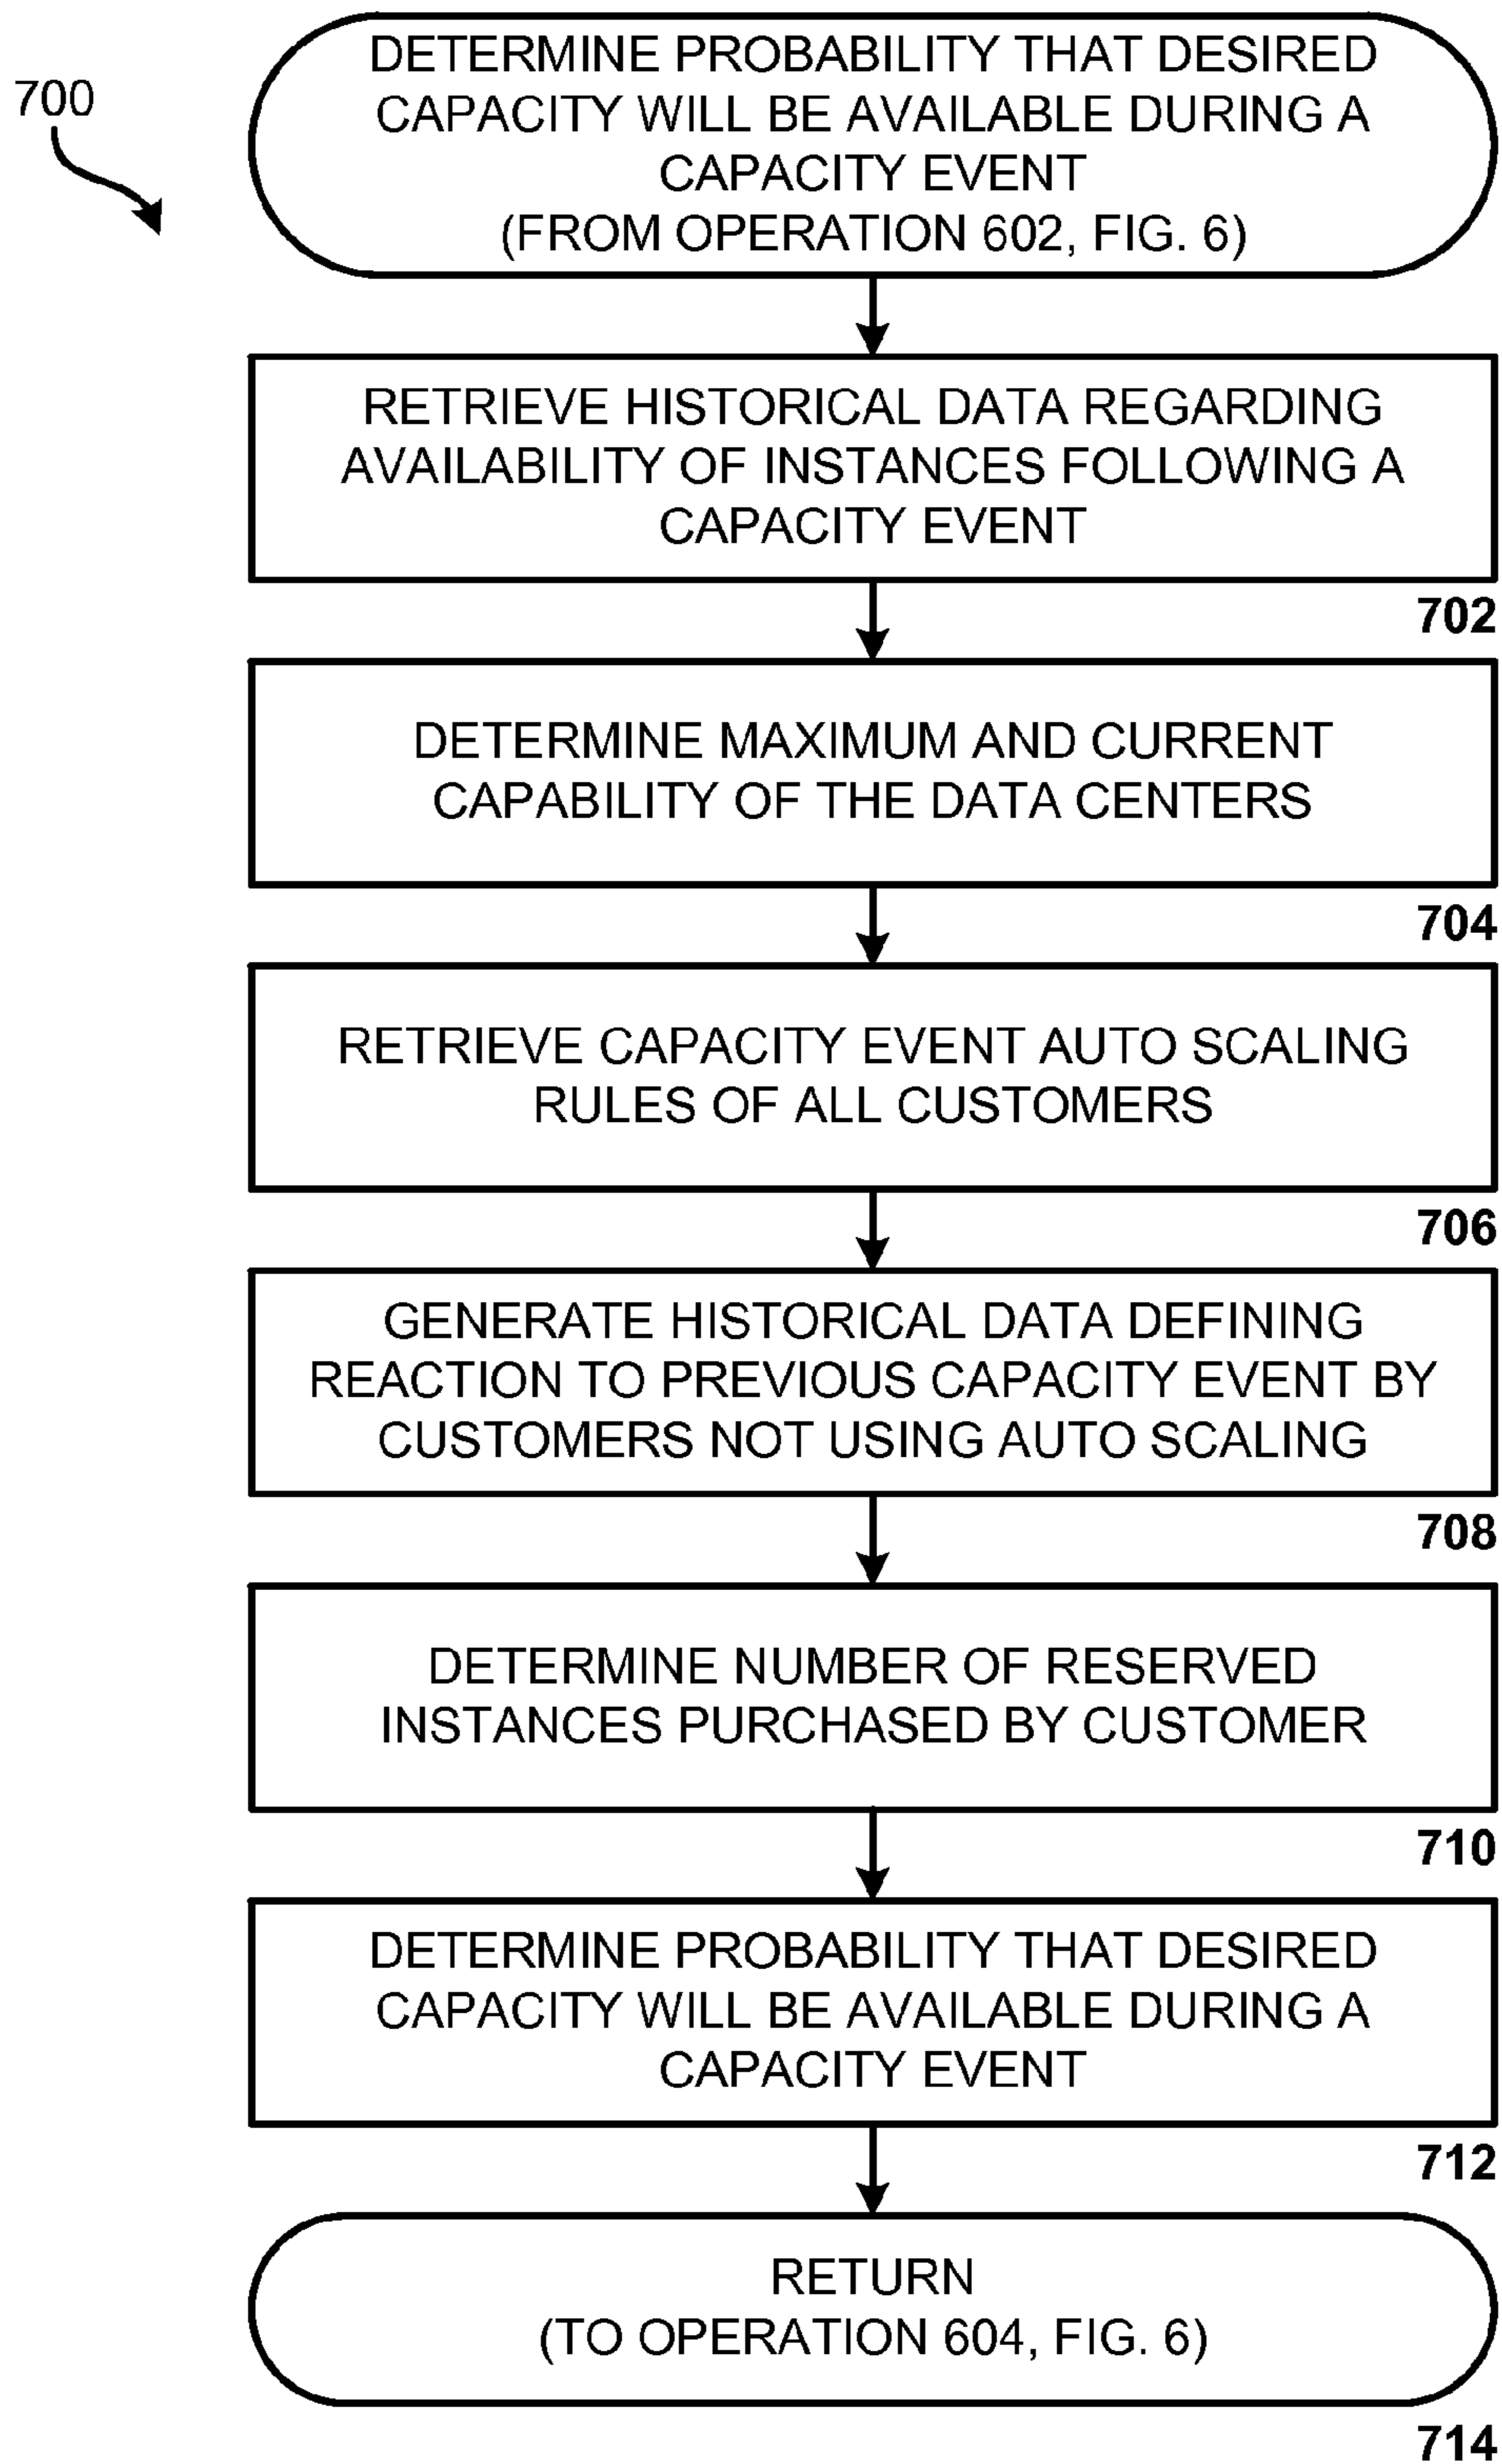 700
DETERMINE PROBABILITY THAT DESIRED
CAPACITY WILL BE AVAILABLE DURING A
CAPACITY EVENT
(FROM OPERATION 602, FIG. 6)
RETRIEVE HISTORICAL DATA REGARDING
AVAILABILITY OF INSTANCES FOLLOWING A
CAPACITY EVENT
702
DETERMINE MAXIMUM AND CURRENT
CAPABILITY OF THE DATA CENTERS
704
RETRIEVE CAPACITY EVENT AUTO SCALING
RULES OF ALL CUSTOMERS
706
GENERATE HISTORICAL DATA DEFINING
REACTION TO PREVIOUS CAPACITY EVENT BY
CUSTOMERS NOT USING AUTO SCALING
708
DETERMINE NUMBER OF RESERVED
INSTANCES PURCHASED BY CUSTOMER
710
DETERMINE PROBABILITY THAT DESIRED
CAPACITY WILL BE AVAILABLE DURING A
CAPACITY EVENT
712
RETURN
(TO OPERATION 604, FIG. 6)
714